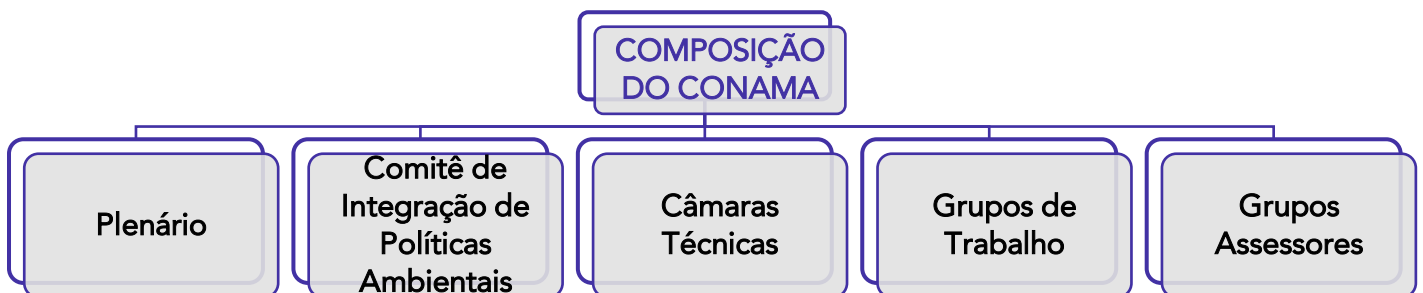 COMPOSIÇÃO
DO CONAMA
Plenário
Comitê de
Integração de
Políticas
Ambientais
Câmaras
Técnicas
Grupos de
Trabalho
Grupos
Assessores